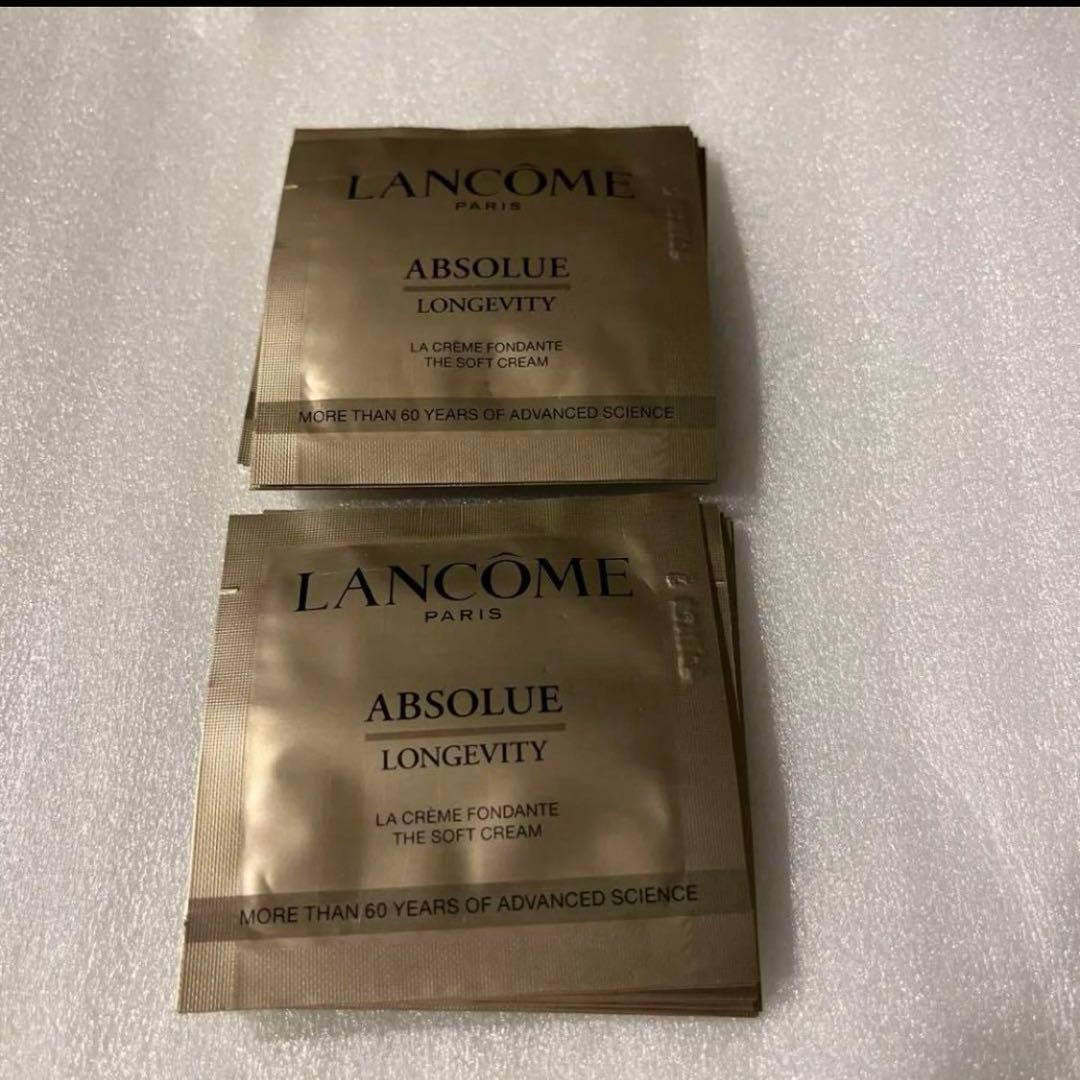 LANCÔME
PARIS
ABSOLUE
LONGEVITY
LA CRÈME FONDANTE
THE SOFT CREAM
MORE THAN 60 YEARS OF ADVANCED SCIENCE
LANCÔME
PARIS
ABSOLUE
LONGEVITY
LA CRÈME FONDANTE
THE SOFT CREAM
MORE THAN 60 YEARS OF ADVANCED SCIENCE